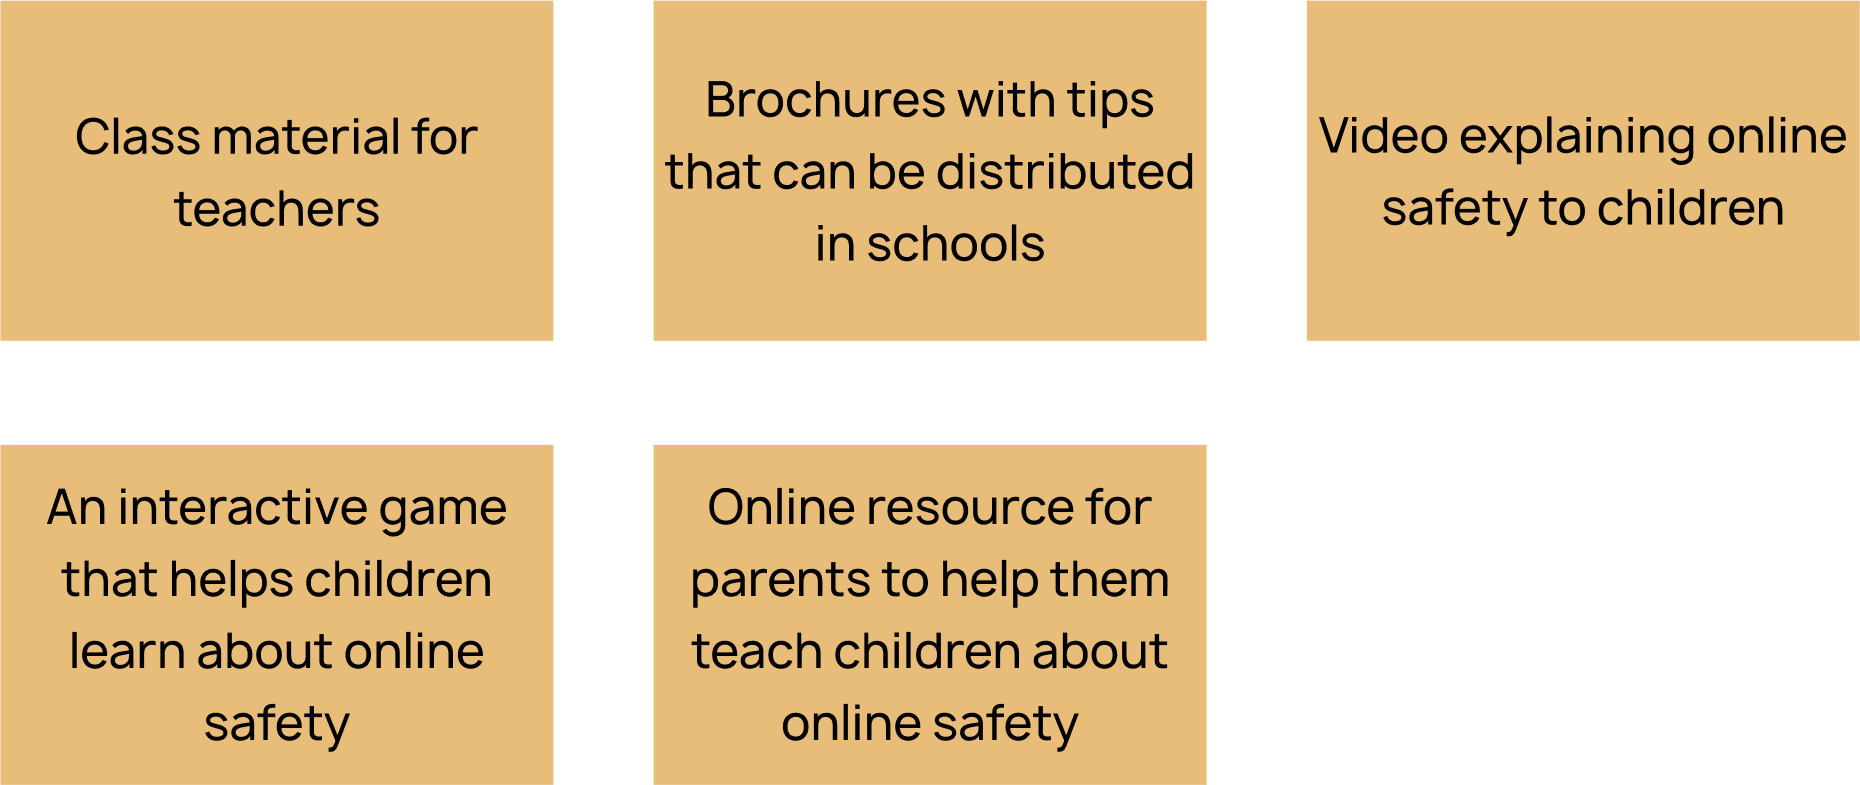 Class material for
teachers
Brochures with tips
that can be distributed
in schools
Video explaining online
safety to children
An interactive game
that helps children
learn about online
safety
Online resource for
parents to help them
teach children about
online safety